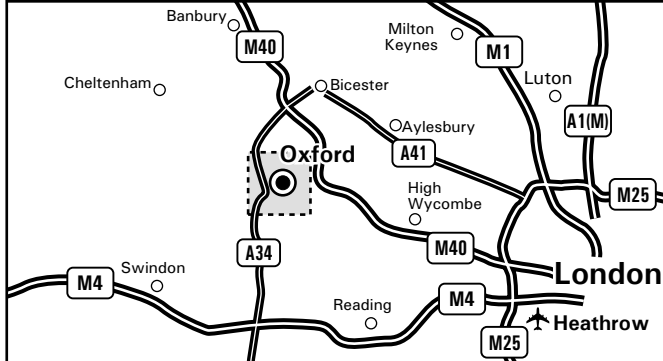 Banbury
M40
Milton
Keynes
M1
Cheltenham
Bicester
Luton
A1(M)
Aylesbury
Oxford
A41
M25
High
Wycombe
A34
M40
Swindon
London
M4
Reading
M4
Heathrow
M25